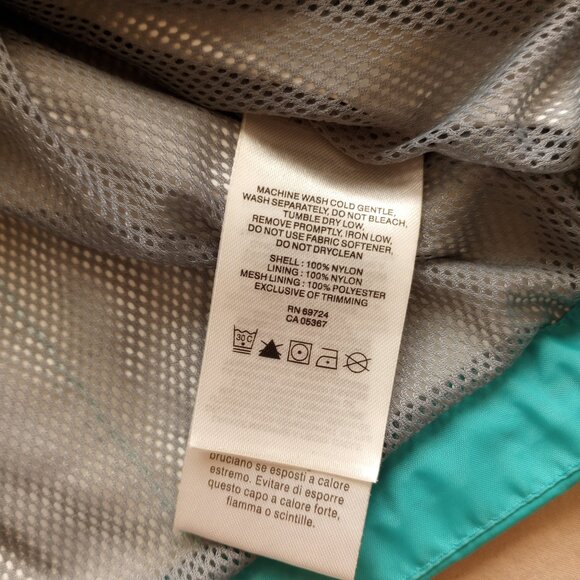 MACHINE WASH COLD GENTLE,
WASH SEPARATELY, DO NOT BLEACH,
TUMBLE DRY LOW,
REMOVE PROMPTLY, IRON LOW,
DO NOT USE FABRIC SOFTENER,
DO NOT DRYCLEAN
SHELL : 100% NYLON
LINING : 100% NYLON
MESH LINING : 100% POLYESTER
EXCLUSIVE OF TRIMMING
RN 69724
CA 05367
30 C
bruciano se esposti a calore
estremo. Evitare di esporre
questo capo a calore forte,
fiamma o scintille.